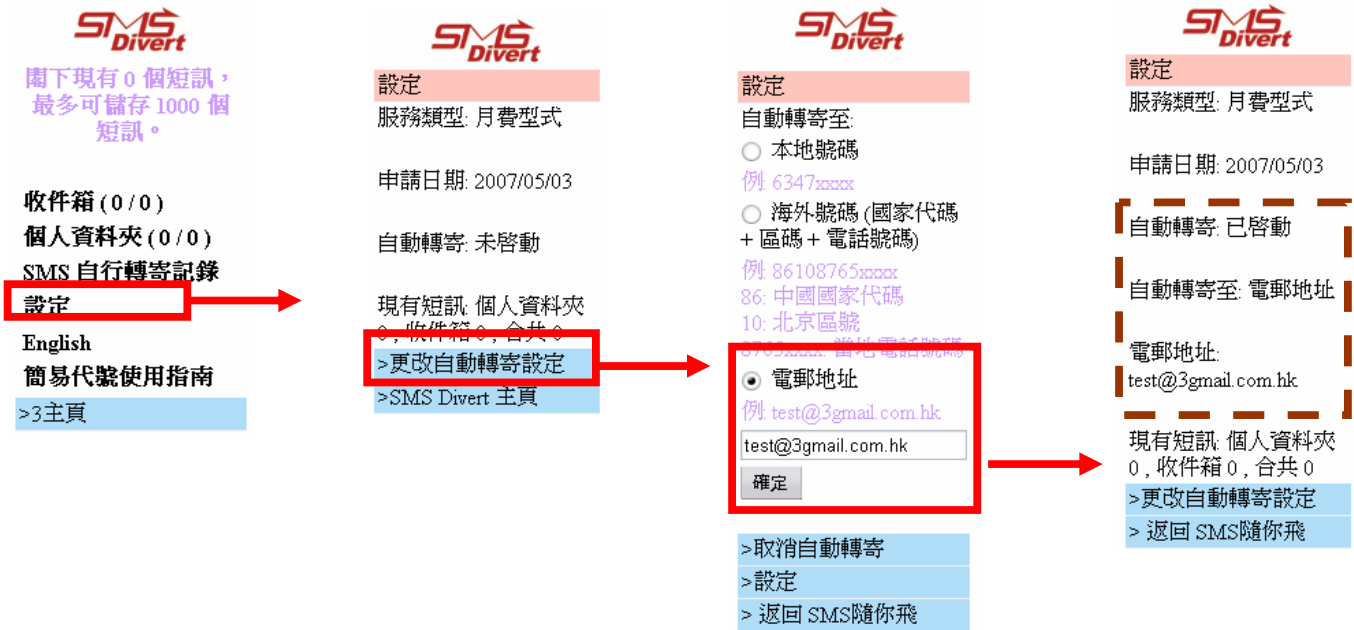 SMS Divert
閣下現有 0 個短訊，
最多可儲存 1000 個
短訊。
收件箱 (0 / 0)
個人資料夾 (0 / 0)
SMS 自行轉寄記錄
設定
English
簡易代號使用指南
>3主頁
SMS Divert
設定
服務類型: 月費型式
申請日期: 2007/05/03
自動轉寄: 未啓動
現有短訊: 個人資料夾
0 , 收件箱 0 , 合共 0
>更改自動轉寄設定
>SMS Divert 主頁
SMS Divert
設定
自動轉寄至:
本地號碼
例: 6347xxxx
海外號碼 (國家代碼
+ 區碼 + 電話號碼)
例: 86108765xxxx
86: 中國國家代碼
10: 北京區號
8765xxxx: 當地電話號碼
電郵地址
例: test@3gmail.com.hk
test@3gmail.com.hk
確定
>取消自動轉寄
>設定
> 返回 SMS隨你飛
SMS Divert
設定
服務類型: 月費型式
申請日期: 2007/05/03
自動轉寄: 已啓動
自動轉寄至: 電郵地址
電郵地址:
test@3gmail.com.hk
現有短訊: 個人資料夾
0 , 收件箱 0 , 合共 0
>更改自動轉寄設定
> 返回 SMS隨你飛